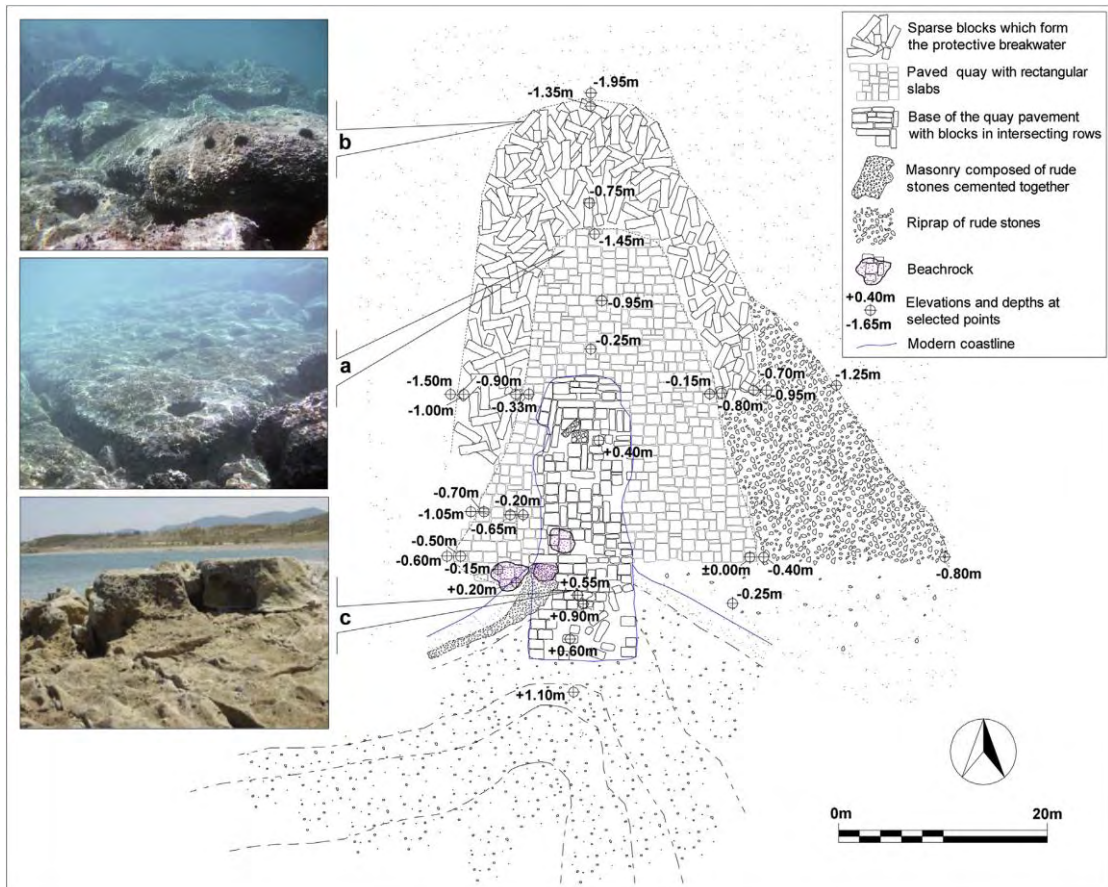 Sparse blocks which form
the protective breakwater
Paved quay with rectangular
slabs
Base of the quay pavement
with blocks in intersecting rows
Masonry composed of rude
stones cemented together
Riprap of rude stones
Beachrock
+0.40m
Elevations and depths at
selected points
-1.65m
Modern coastline
b
a
c
-1.95m
-1.35m
-0.75m
-1.45m
-0.95m
-0.25m
-1.50m
-0.90m
-0.15m
-0.70m
-1.25m
-1.00m
-0.33m
-0.80m
-0.95m
+0.40m
-0.70m
-0.20m
-1.05m
-0.65m
-0.50m
-0.60m
±0.00m
-0.40m
-0.80m
-0.15m
+0.20m
+0.55m
-0.25m
+0.90m
+0.60m
+1.10m
0m
20m